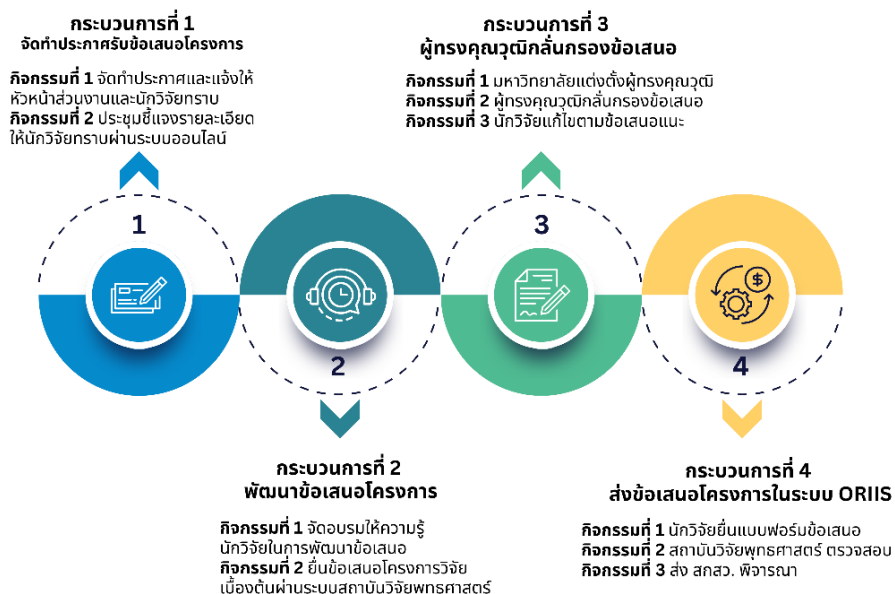 กระบวนการที่ 1
จัดทำประกาศรับข้อเสนอโครงการ
กิจกรรมที่ 1 จัดทำประกาศและแจ้งให้
หัวหน้าส่วนงานและนักวิจัยทราบ
กิจกรรมที่ 2 ประชุมชี้แจงรายละเอียด
ให้นักวิจัยทราบผ่านระบบออนไลน์
กระบวนการที่ 3
ผู้ทรงคุณวุฒิกลั่นกรองข้อเสนอ
กิจกรรมที่ 1 มหาวิทยาลัยแต่งตั้งผู้ทรงคุณวุฒิ
กิจกรรมที่ 2 ผู้ทรงคุณวุฒิกลั่นกรองข้อเสนอ
กิจกรรมที่ 3 นักวิจัยแก้ไขตามข้อเสนอแนะ
1
2
3
4
$
กระบวนการที่ 2
พัฒนาข้อเสนอโครงการ
กิจกรรมที่ 1 จัดอบรมให้ความรู้
นักวิจัยในการพัฒนาข้อเสนอ
กิจกรรมที่ 2 ยื่นข้อเสนอโครงการวิจัย
เบื้องต้นผ่านระบบสถาบันวิจัยพุทธศาสตร์
กระบวนการที่ 4
ส่งข้อเสนอโครงการในระบบ ORIIS
กิจกรรมที่ 1 นักวิจัยยื่นแบบฟอร์มข้อเสนอ
กิจกรรมที่ 2 สถาบันวิจัยพุทธศาสตร์ ตรวจสอบ
กิจกรรมที่ 3 ส่ง สกสว. พิจารณา